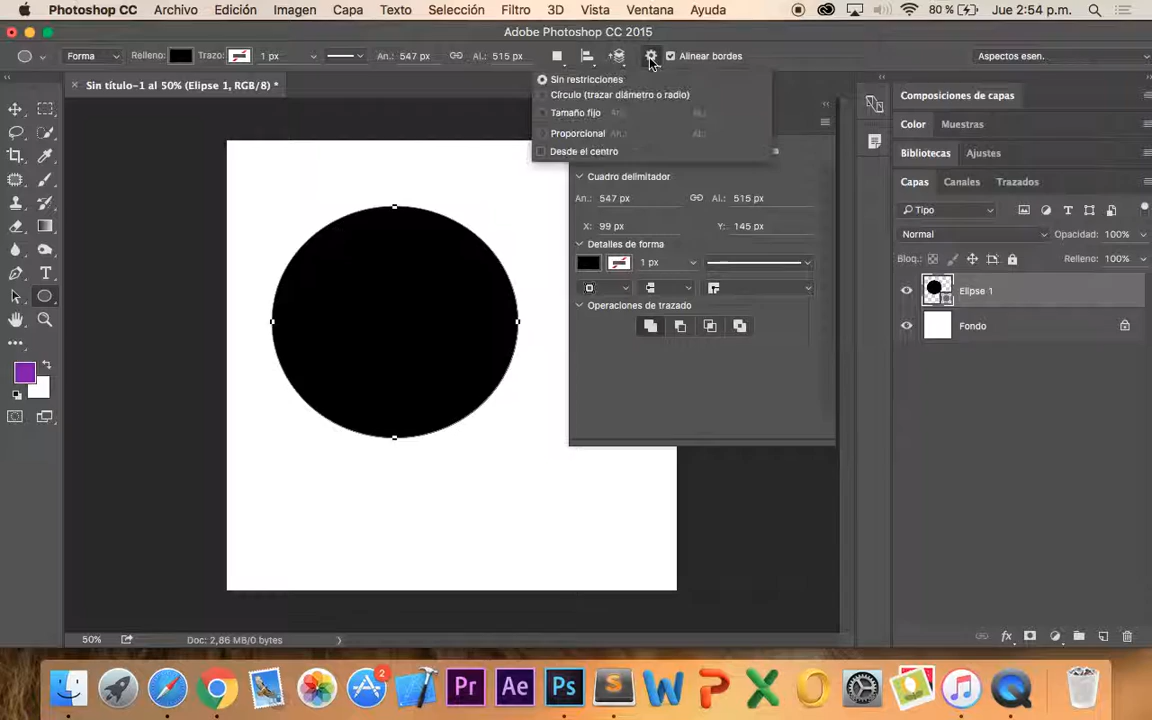 Photoshop CC Archivo Edición Imagen Capa Texto Selección Filtro 3D Vista Ventana Ayuda 80 % Jue 2:54 p.m.
Adobe Photoshop CC 2015
Forma Relleno: Trazo: 1 px An.: 547 px Al.: 515 px Alinear bordes Aspectos esen.
Sin título-1 al 50% (Elipse 1, RGB/8) *
Sin restricciones
Círculo (trazar diámetro o radio)
Tamaño fijo An.: Al.:
Proporcional An.: Al.:
Desde el centro
Cuadro delimitador
An.: 547 px Al.: 515 px
X: 99 px Y: 145 px
Detalles de forma
1 px
Operaciones de trazado
Composiciones de capas
Color Muestras
Bibliotecas Ajustes
Capas Canales Trazados
Tipo
Normal Opacidad: 100%
Bloq.: Relleno: 100%
Elipse 1
Fondo
50% Doc: 2,86 MB/0 bytes
2
Pr Ae Ps S